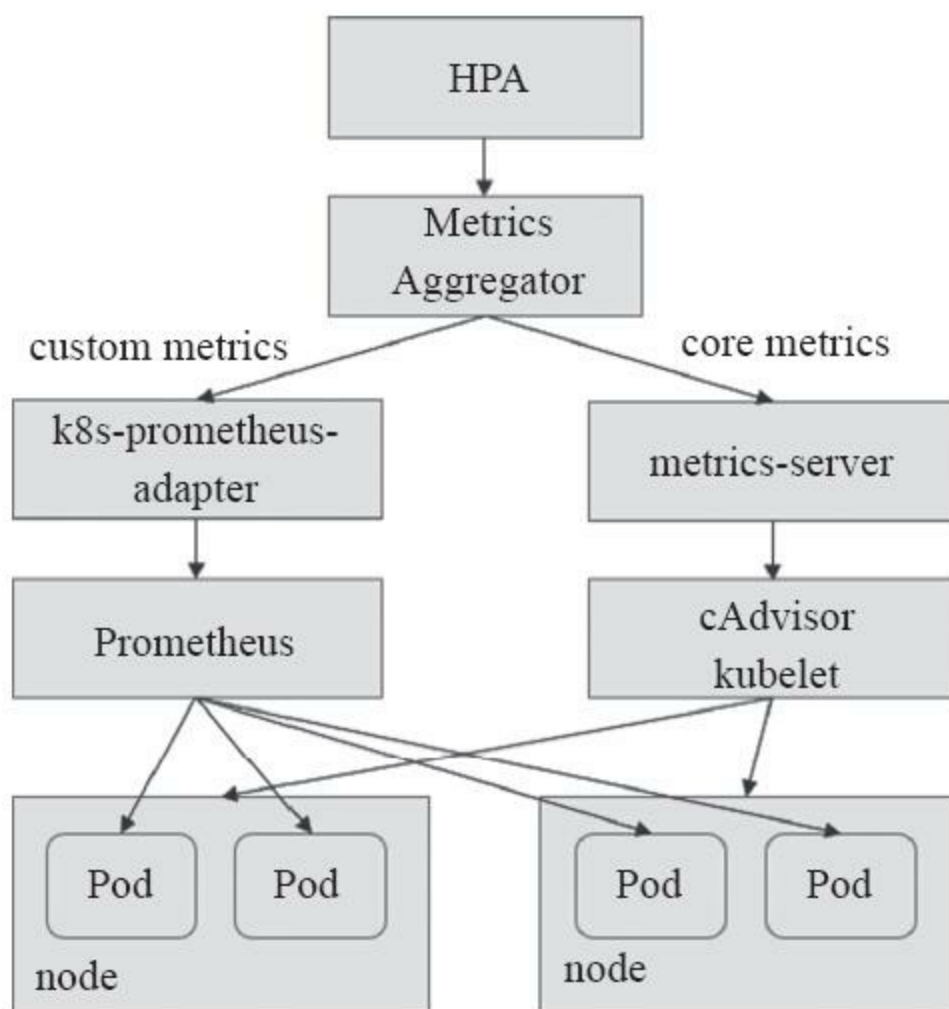 HPA
Metrics
Aggregator
custom metrics
core metrics
k8s-prometheus-
adapter
metrics-server
Prometheus
cAdvisor
kubelet
Pod
Pod
node
Pod
Pod
node